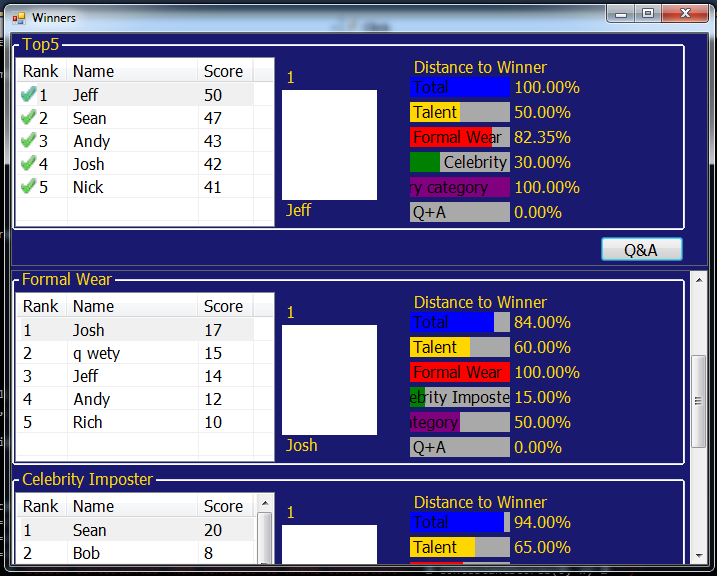 Winners
Top5
Rank Name Score
1 Jeff 50
2 Sean 47
3 Andy 43
4 Josh 42
5 Nick 41
1
Jeff
Distance to Winner
Total 100.00%
Talent 50.00%
Formal Wear 82.35%
Celebrity 30.00%
ry category 100.00%
Q+A 0.00%
Q&A
Formal Wear
Rank Name Score
1 Josh 17
2 q wety 15
3 Jeff 14
4 Andy 12
5 Rich 10
1
Josh
Distance to Winner
Total 84.00%
Talent 60.00%
Formal Wear 100.00%
ebrity Imposte 15.00%
ategory 50.00%
Q+A 0.00%
Celebrity Imposter
Rank Name Score
1 Sean 20
2 Bob 8
1
Distance to Winner
Total 94.00%
Talent 65.00%